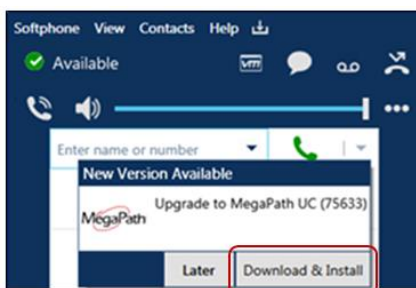 Softphone View Contacts Help
Available
Enter name or number
New Version Available
MegaPath
Upgrade to MegaPath UC (75633)
Later Download & Install